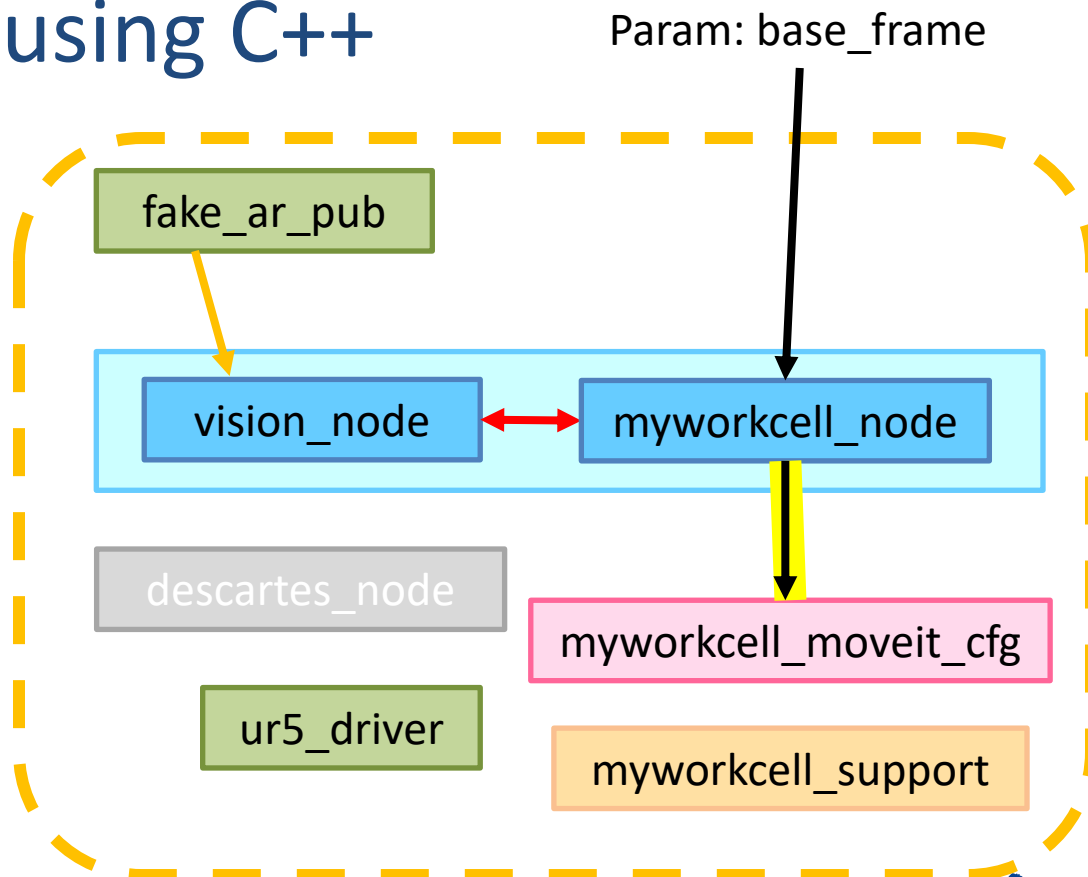 using C++
Param: base_frame
fake_ar_pub
vision_node
myworkcell_node
descartes_node
myworkcell_moveit_cfg
ur5_driver
myworkcell_support